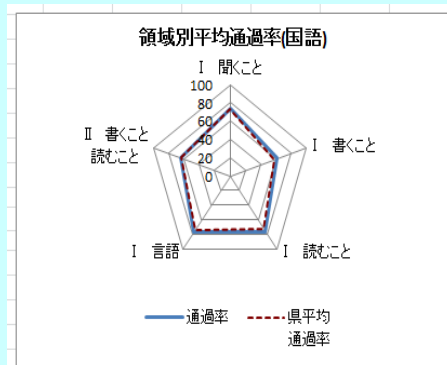 領域別平均通過率(国語)
Ⅰ 聞くこと
100
80
60
40
20
0
Ⅱ 書くこと
読むこと
Ⅰ 書くこと
Ⅰ 言語
Ⅰ 読むこと
通過率
県平均
通過率